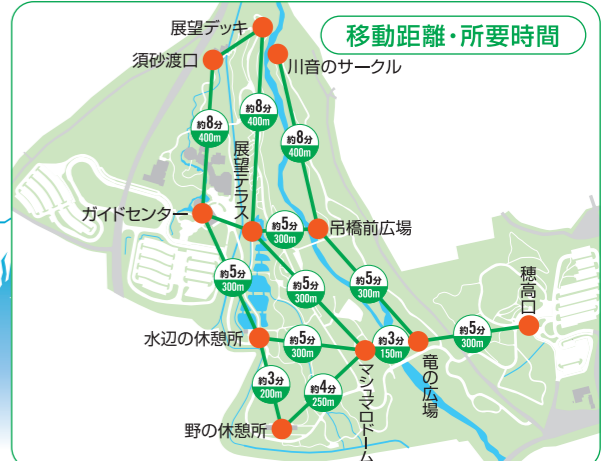 移動距離・所要時間
展望デッキ
須砂渡口
川音のサークル
約8分
400m
約8分
400m
約8分
400m
展望テラス
ガイドセンター
約5分
300m
吊橋前広場
約5分
300m
約5分
300m
約5分
300m
穂高口
水辺の休憩所
約5分
300m
約3分
150m
約5分
300m
竜の広場
マシュマロドーム
約3分
200m
約4分
250m
野の休憩所